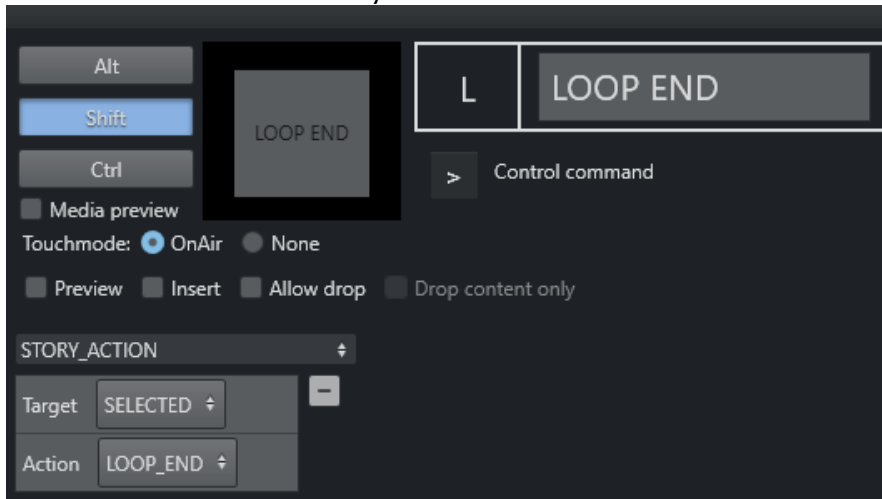 Alt
Shift
Ctrl
LOOP END
L
LOOP END
> Control command
Media preview
Touchmode: OnAir None
Preview Insert Allow drop Drop content only
STORY_ACTION
Target SELECTED
−
Action LOOP_END